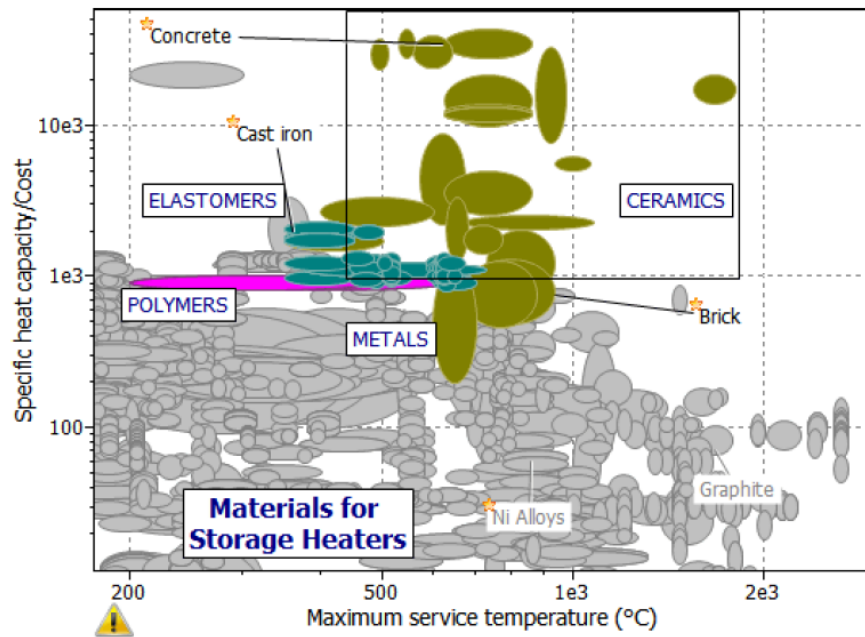 Concrete
10e3
Cast iron
ELASTOMERS
CERAMICS
1e3
POLYMERS
METALS
Brick
Specific heat capacity/Cost
100
Graphite
Materials for
Storage Heaters
Ni Alloys
200
500
1e3
2e3
Maximum service temperature (°C)